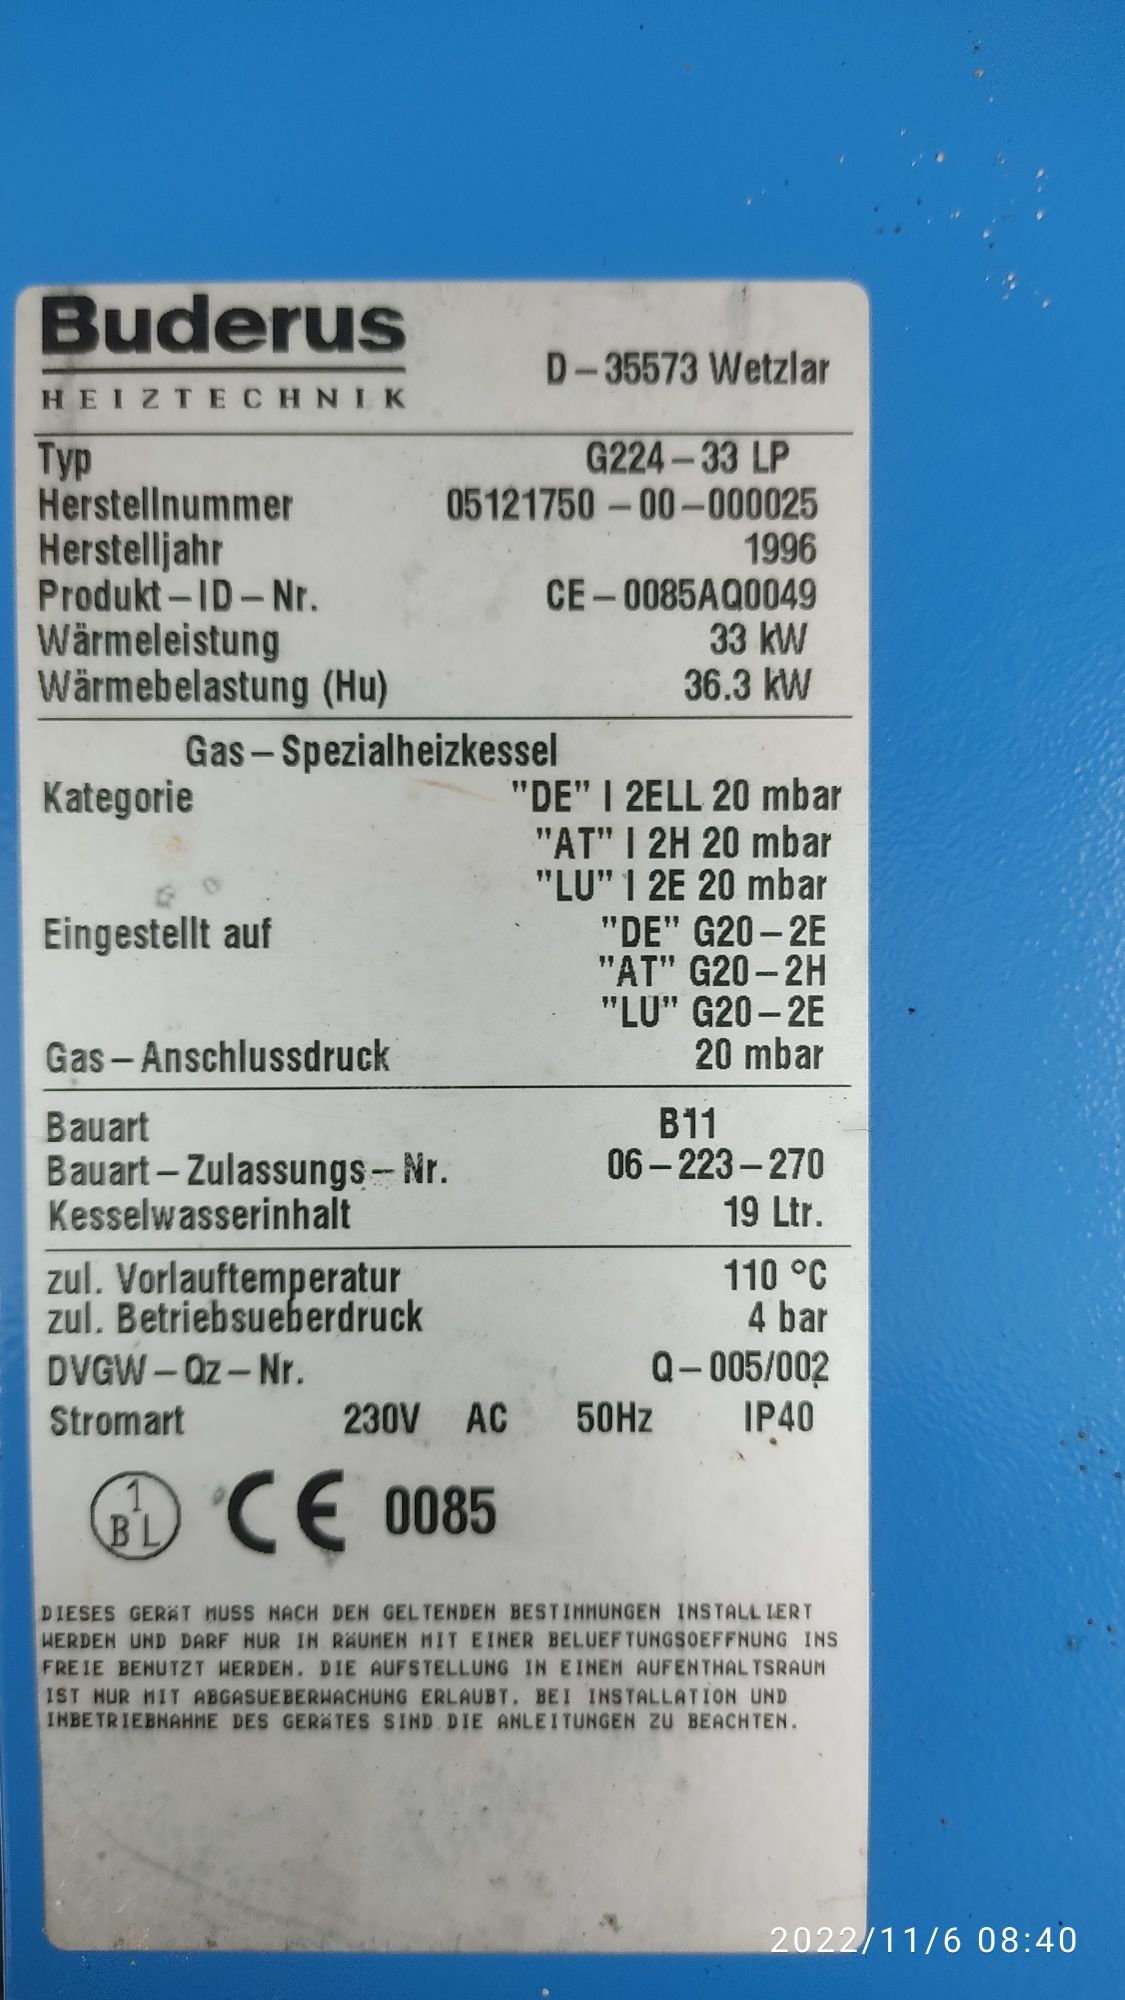 Buderus
HEIZTECHNIK
D-35573 Wetzlar
Typ G224-33 LP
Herstellnummer 05121750-00-000025
Herstelljahr 1996
Produkt-ID-Nr. CE-0085AQ0049
Wärmeleistung 33 kW
Wärmebelastung (Hu) 36.3 kW
Gas-Spezialheizkessel
Kategorie "DE" I 2ELL 20 mbar
"AT" I 2H 20 mbar
"LU" I 2E 20 mbar
Eingestellt auf "DE" G20-2E
"AT" G20-2H
"LU" G20-2E
Gas-Anschlussdruck 20 mbar
Bauart B11
Bauart-Zulassungs-Nr. 06-223-270
Kesselwasserinhalt 19 Ltr.
zul. Vorlauftemperatur 110 °C
zul. Betriebsueberdruck 4 bar
DVGW-Qz-Nr. Q-005/002
Stromart 230V AC 50Hz IP40
1
B L CE 0085
DIESES GERÄT MUSS NACH DEN GELTENDEN BESTIMMUNGEN INSTALLIERT
WERDEN UND DARF NUR IN RÄUMEN MIT EINER BELUEFTUNGSOEFFNUNG INS
FREIE BENUTZT WERDEN. DIE AUFSTELLUNG IN EINEM AUFENTHALTSRAUM
IST NUR MIT ABGASUEBERWACHUNG ERLAUBT. BEI INSTALLATION UND
INBETRIEBNAHME DES GERÄTES SIND DIE ANLEITUNGEN ZU BEACHTEN.
2022/11/6 08:40